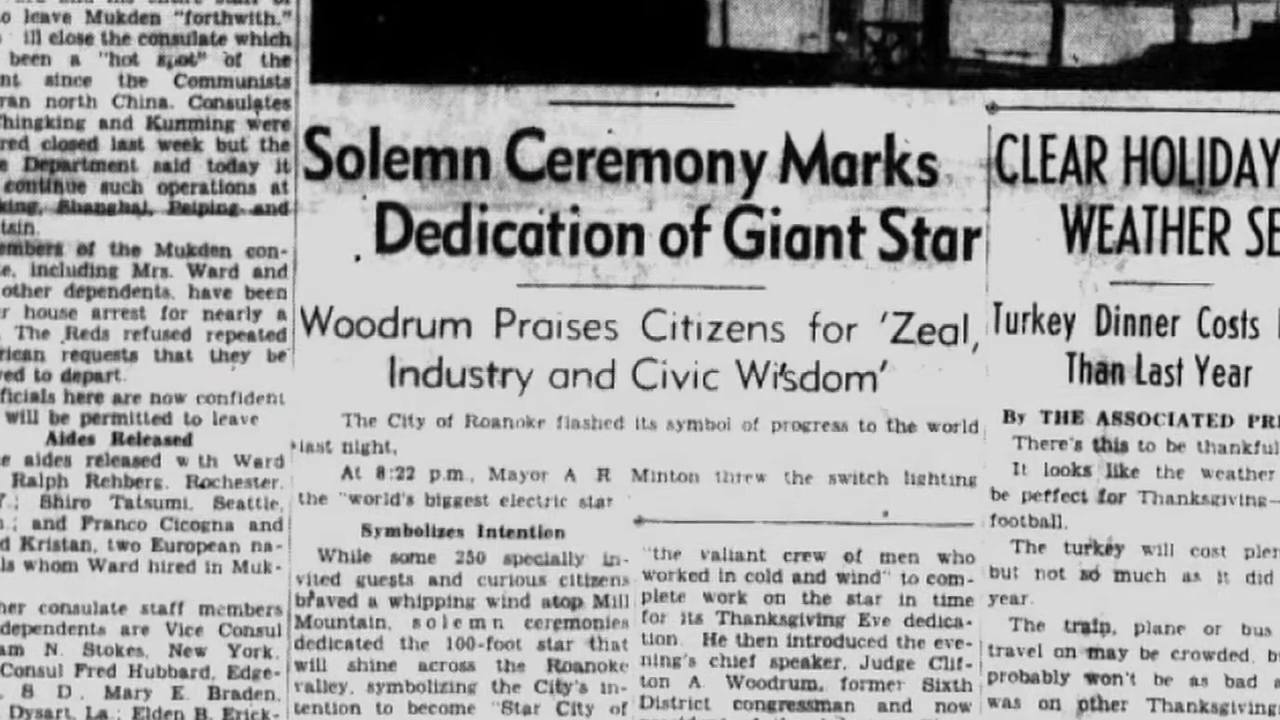 to leave Mukden "forthwith."
ill close the consulate which
been a "hot spot" of the
since the Communists
ran north China. Consulates
Chingking and Kunming were
closed last week but the
Department said today it
continue such operations at
Shanghai, Peiping and
of the Mukden con-
including Mrs. Ward and
other dependents, have been
house arrest for nearly a
The Reds refused repeated
requests that they be
to depart.
here are now confident
will be permitted to leave
Aides Released
aides released w th Ward
Ralph Rehberg, Rochester,
Shiro Tatsumi, Seattle,
and Franco Cicogna and
Kristan, two European na-
whom Ward hired in Muk-
consulate staff members
dependents are Vice Consul
N. Stokes, New York,
Consul Fred Hubbard, Edge-
S D., Mary E. Braden,
Dysart, La.; Elden B. Erick-
Solemn Ceremony Marks
Dedication of Giant Star
Woodrum Praises Citizens for 'Zeal,
Industry and Civic Wisdom'
The City of Roanoke flashed its symbol of progress to the world
last night.
At 8:22 p.m., Mayor A R Minton threw the switch lighting
the "world's biggest electric star
Symbolizes Intention
While some 250 specially in-
vited guests and curious citizens
braved a whipping wind atop Mill
Mountain, solemn ceremonies
dedicated the 100-foot star that
will shine across the Roanoke
valley, symbolizing the City's in-
tention to become "Star City of
"the valiant crew of men who
worked in cold and wind" to com-
plete work on the star in time
for its Thanksgiving Eve dedica-
tion. He then introduced the eve-
ning's chief speaker, Judge Clif-
ton A. Woodrum, former Sixth
District congressman and now
CLEAR HOLIDAY
WEATHER SE
Turkey Dinner Costs
Than Last Year
By THE ASSOCIATED PRE
There's this to be thankful
It looks like the weather
be perfect for Thanksgiving—
football.
The turkey will cost
but not so much as it did
year.
The train, plane or bus
travel on may be crowded,
probably won't be as bad
was on other Thanksgiving